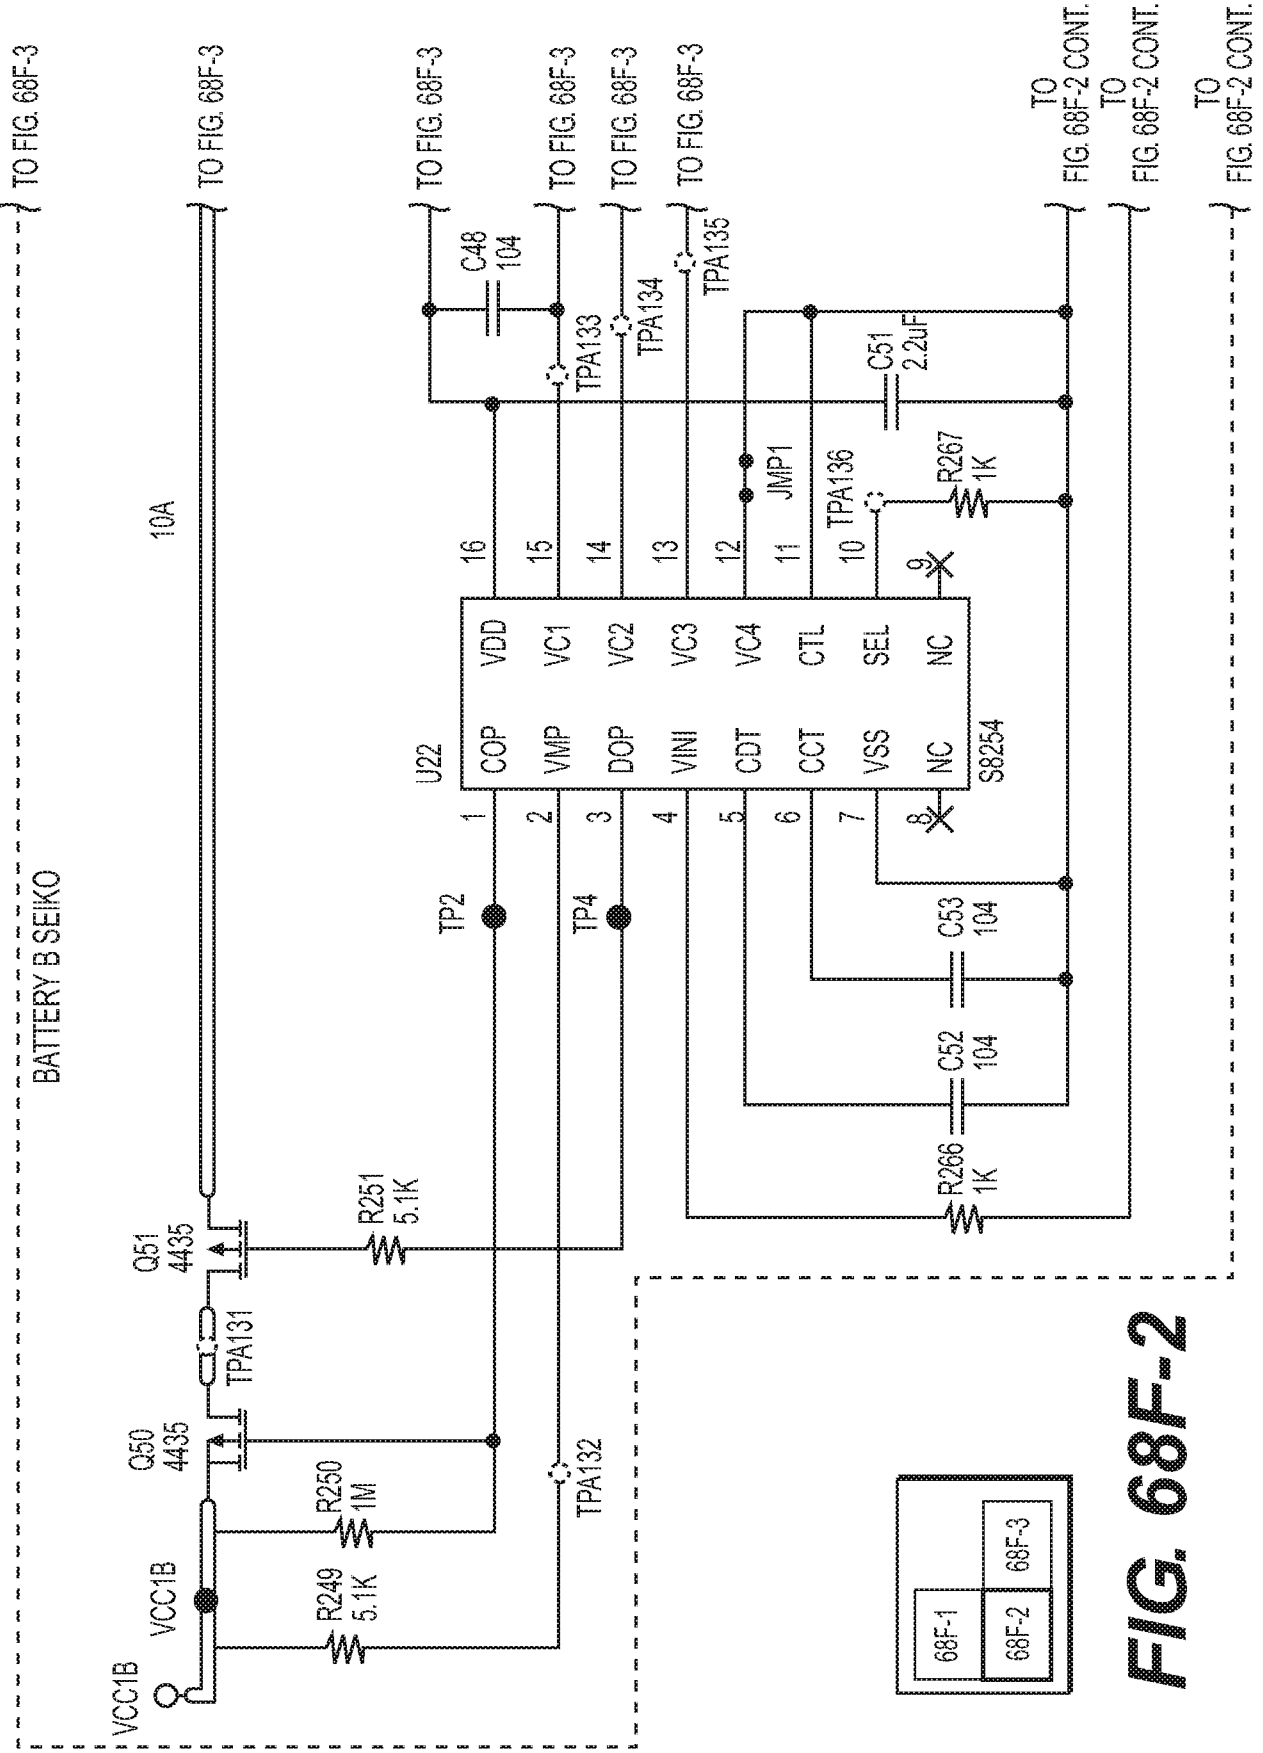 BATTERY B SEIKO
TO FIG. 68F-3
VCC1B
VCC1B
Q50
4435
TPA131
Q51
4435
10A
TO FIG. 68F-3
R249
5.1K
R250
1M
R251
5.1K
TPA132
TP2
TP4
U22
1
2
3
4
5
6
7
8
COP
VMP
DOP
VINI
CDT
CCT
VSS
NC
VDD
VC1
VC2
VC3
VC4
CTL
SEL
NC
S8254
16
15
14
13
12
11
10
9
C48
104
TPA133
TPA134
TPA135
TO FIG. 68F-3
TO FIG. 68F-3
TO FIG. 68F-3
TO FIG. 68F-3
JMP1
TPA136
C51
2.2uF
R267
1K
R266
1K
C52
104
C53
104
TO
FIG. 68F-2 CONT.
TO
FIG. 68F-2 CONT.
TO
FIG. 68F-2 CONT.
68F-1
68F-2
68F-3
FIG. 68F-2